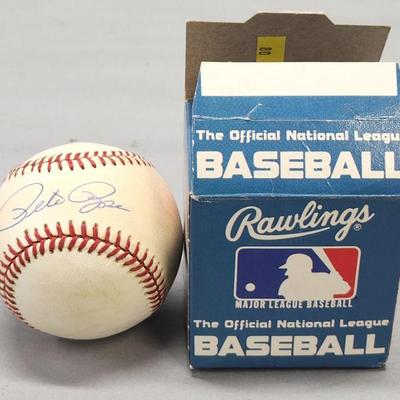 Pete Rose
The Official National League
BASEBALL
Rawlings®
MAJOR LEAGUE BASEBALL
The Official National League
BASEBALL